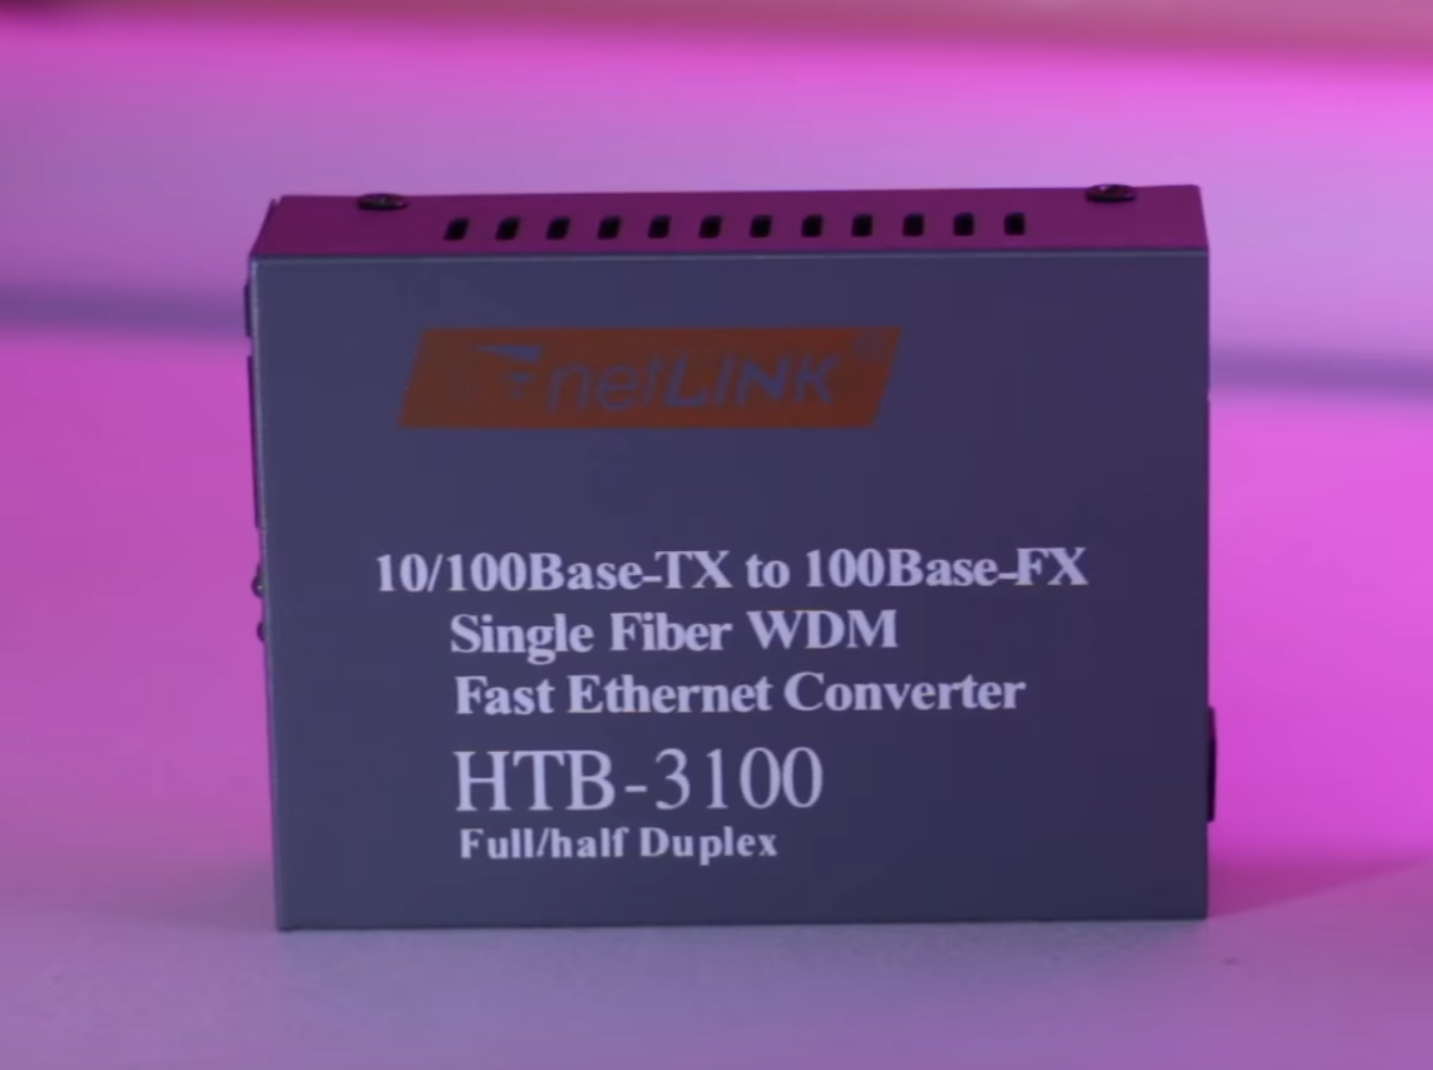 netLINK®
10/100Base-TX to 100Base-FX
Single Fiber WDM
Fast Ethernet Converter
HTB-3100
Full/half Duplex